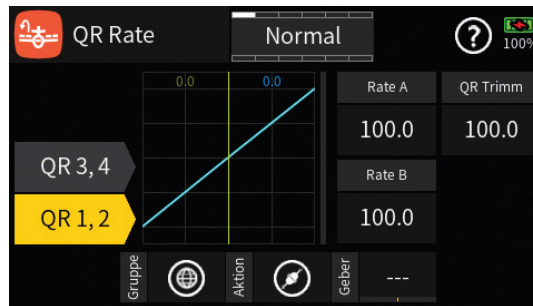 QR Rate
Normal
?
100%
0.0 0.0
Rate A QR Trimm
100.0 100.0
QR 3, 4
Rate B
QR 1, 2
100.0
Gruppe
Aktion
Geber
---